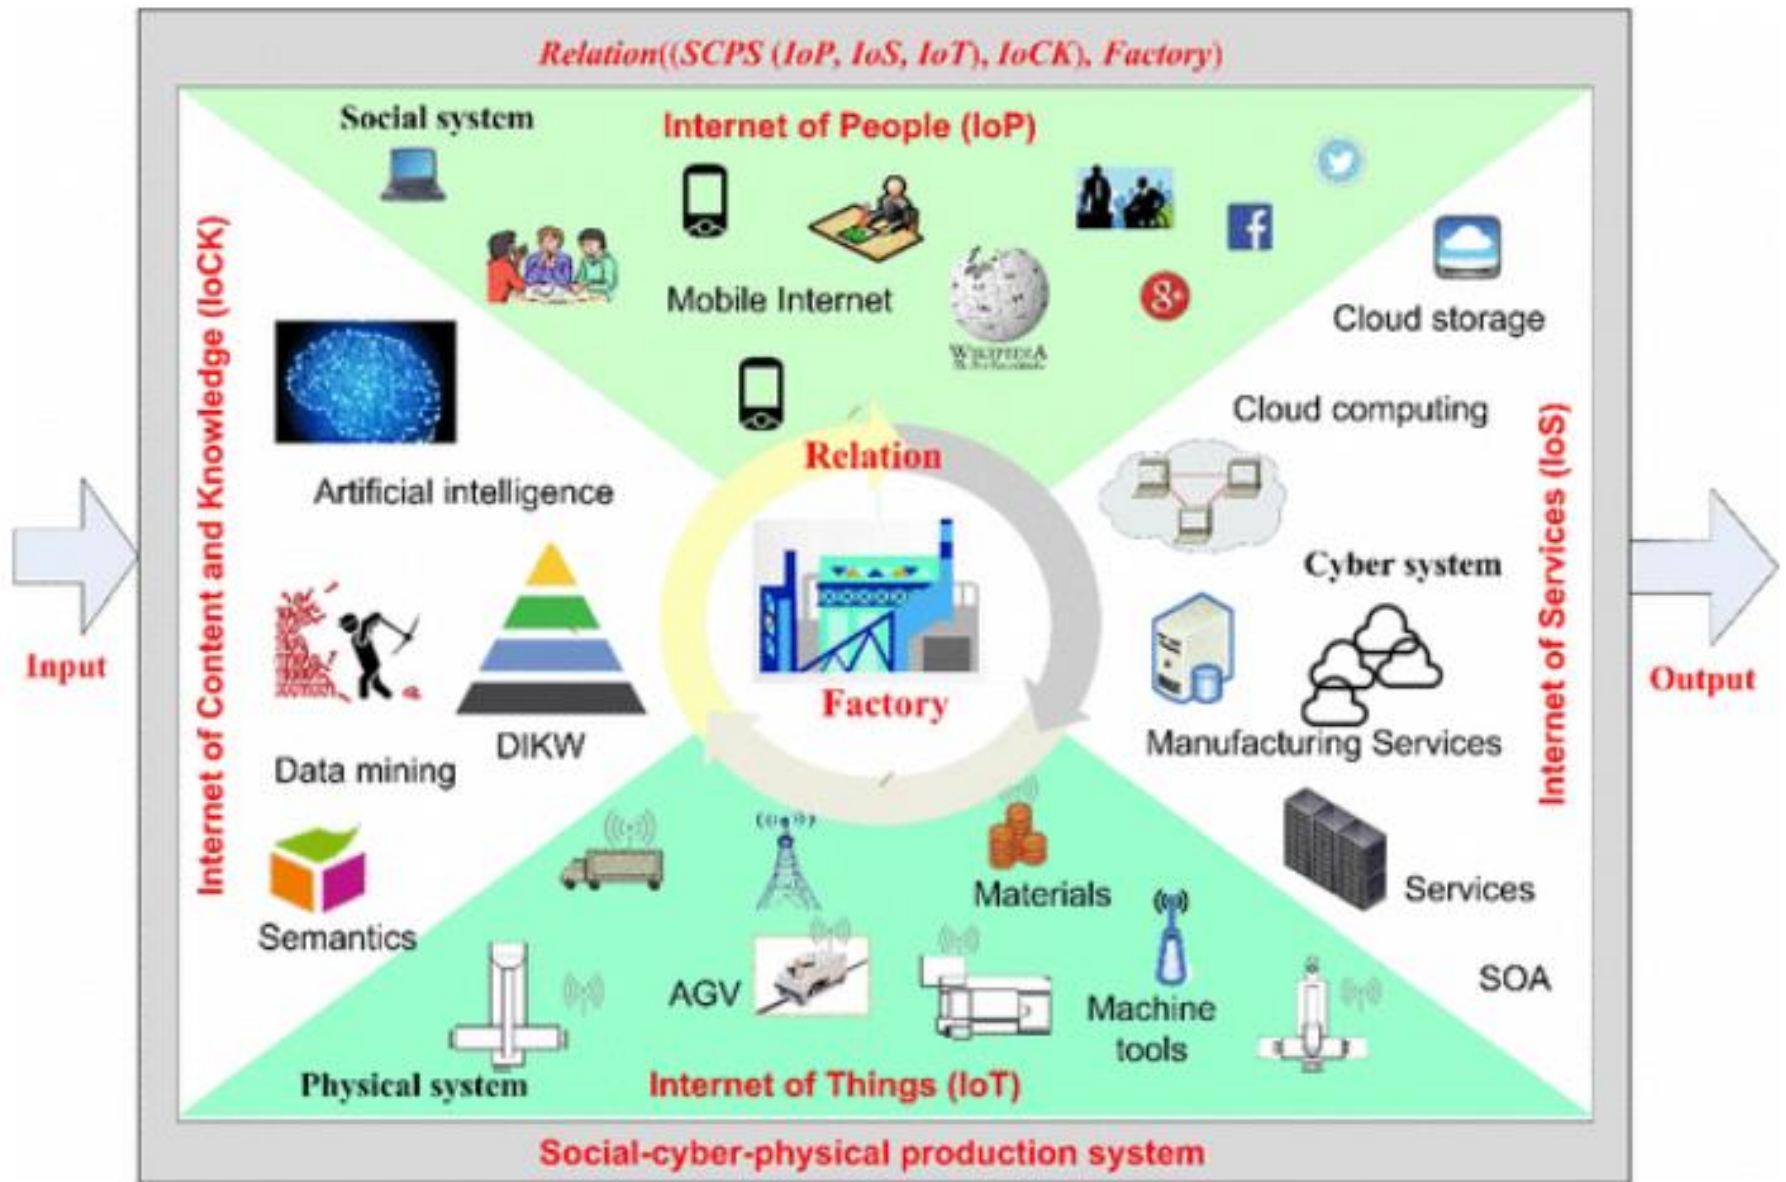 Relation((SCPS (IoP, IoS, IoT), IoCK), Factory)
Social system
Internet of People (IoP)
Mobile Internet
WIKIPEDIA
Internet of Content and Knowledge (IoCK)
Artificial intelligence
Data mining
DIKW
Semantics
Cloud storage
Cloud computing
Cyber system
Manufacturing Services
Services
SOA
Internet of Services (IoS)
Relation
Factory
Input
Output
Materials
AGV
Machine
tools
Physical system
Internet of Things (IoT)
Social-cyber-physical production system